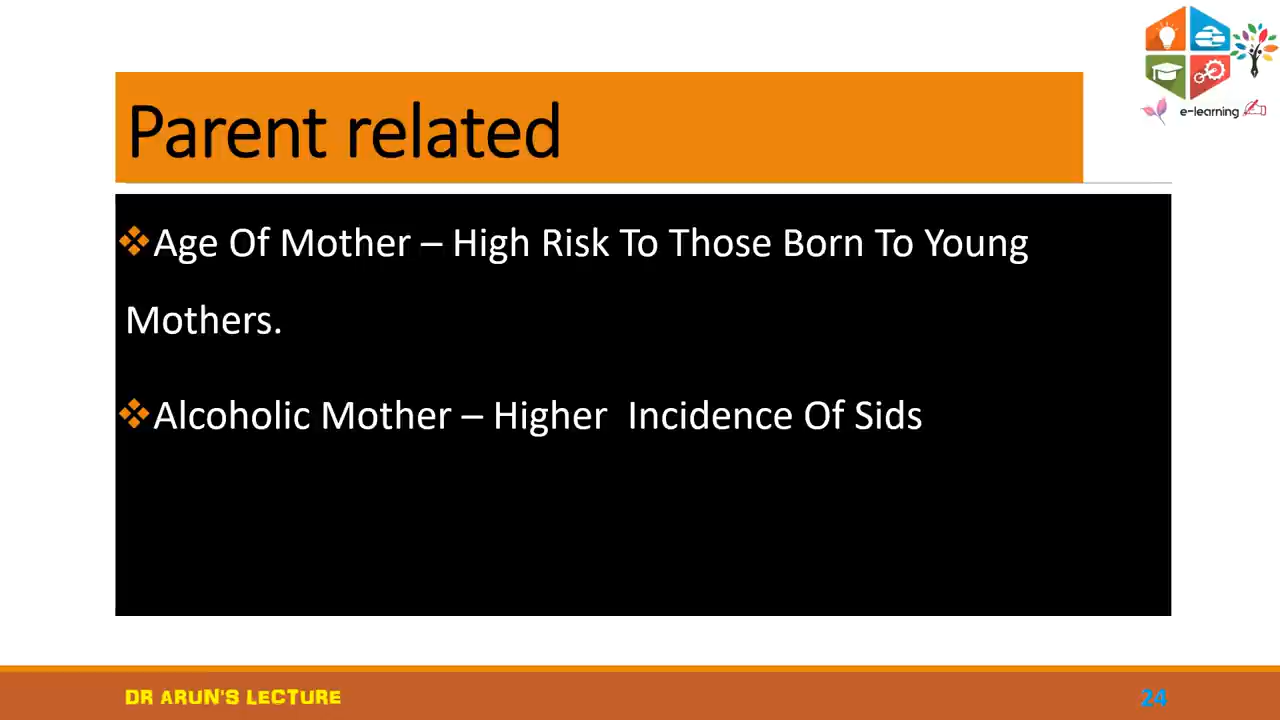 e-learning
Parent related
❖Age Of Mother – High Risk To Those Born To Young
Mothers.
❖Alcoholic Mother – Higher  Incidence Of Sids
DR ARUN'S LECTURE
24